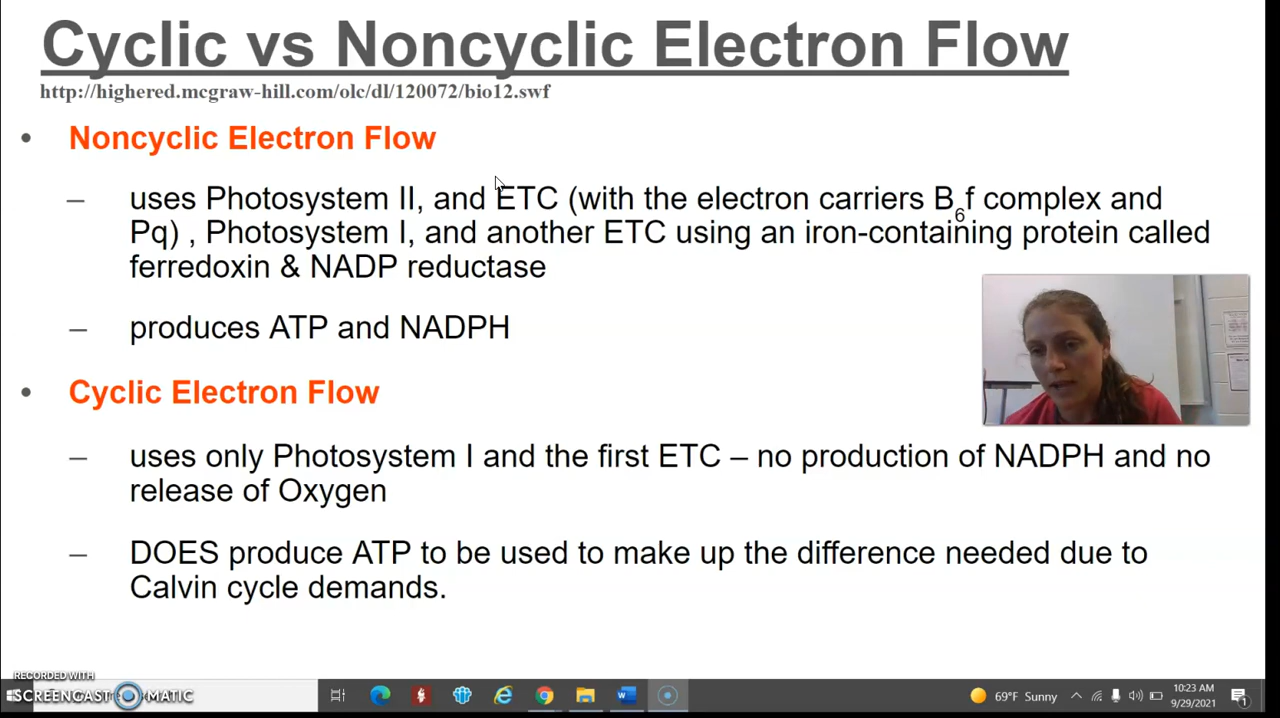 Cyclic vs Noncyclic Electron Flow
http://highered.mcgraw-hill.com/olc/dl/120072/bio12.swf
• Noncyclic Electron Flow
– uses Photosystem II, and ETC (with the electron carriers B6f complex and
Pq) , Photosystem I, and another ETC using an iron-containing protein called
ferredoxin & NADP reductase
– produces ATP and NADPH
• Cyclic Electron Flow
– uses only Photosystem I and the first ETC – no production of NADPH and no
release of Oxygen
– DOES produce ATP to be used to make up the difference needed due to
Calvin cycle demands.
RECORDED WITH
SCREENCAST MATIC
69°F Sunny
10:23 AM
9/29/2021
1